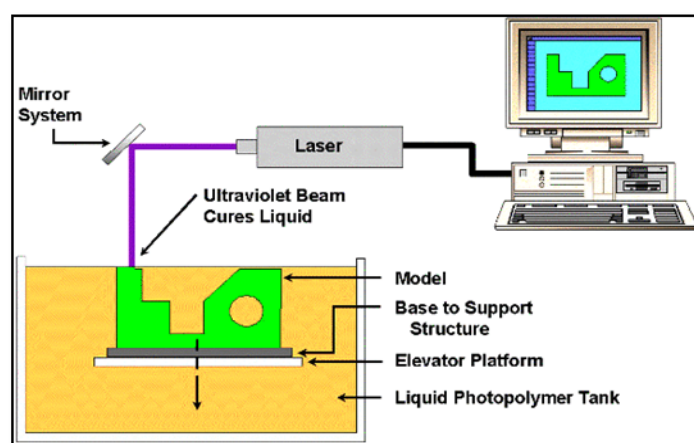 Mirror
System
Laser
Ultraviolet Beam
Cures Liquid
Model
Base to Support
Structure
Elevator Platform
Liquid Photopolymer Tank